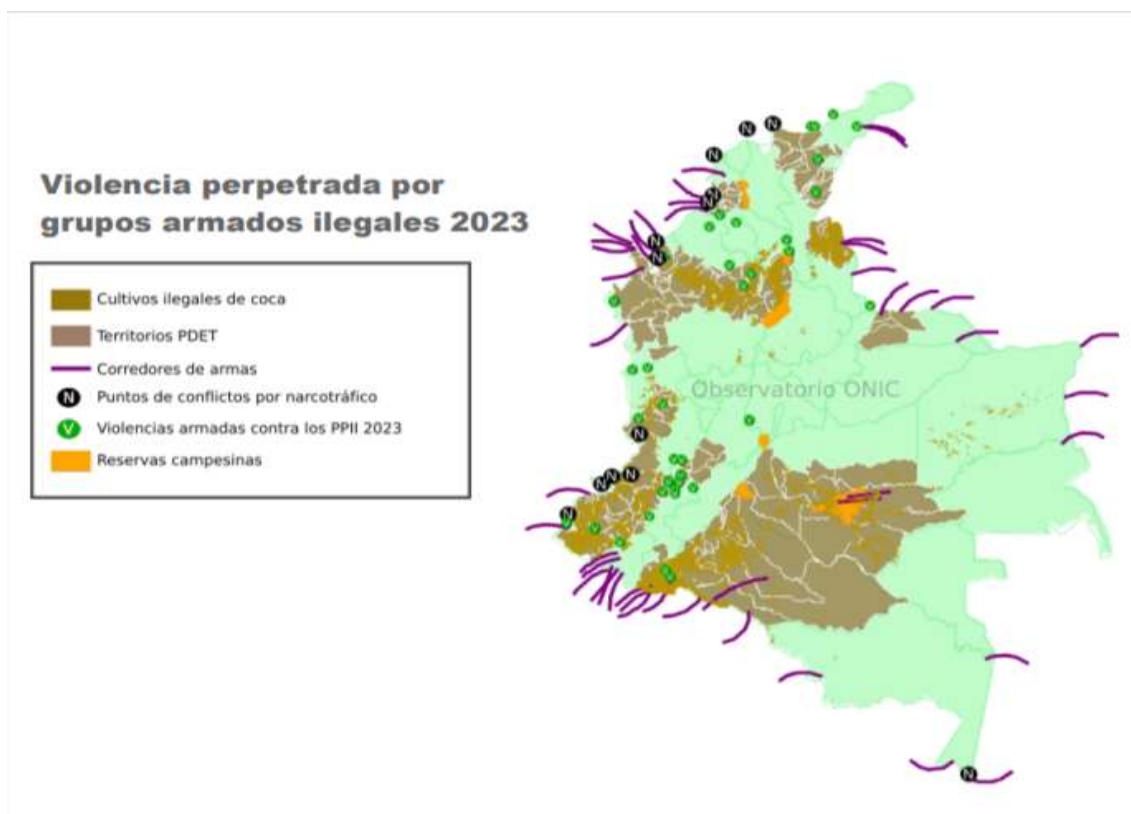 Violencia perpetrada por
grupos armados ilegales 2023
Cultivos ilegales de coca
Territorios PDET
Corredores de armas
N Puntos de conflictos por narcotráfico
V Violencias armadas contra los PPII 2023
Reservas campesinas
Observatorio ONIC